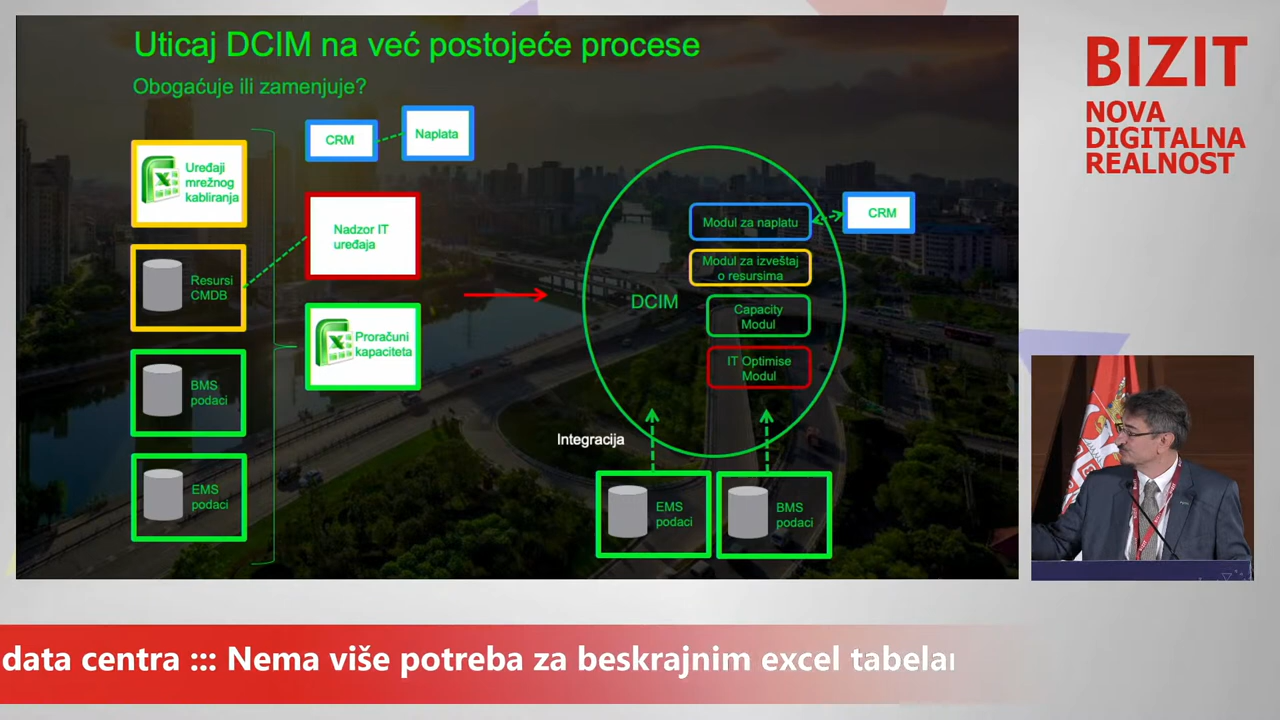 Uticaj DCIM na već postojeće procese
Obogaćuje ili zamenjuje?
Uređaji
mrežnog
kabliranja
Resursi
CMDB
BMS
podaci
EMS
podaci
CRM
Naplata
Nadzor IT
uređaja
Proračuni
kapaciteta
DCIM
Modul za naplatu
Modul za izveštaj
o resursima
Capacity
Modul
IT Optimise
Modul
CRM
Integracija
EMS
podaci
BMS
podaci
BIZIT
NOVA
DIGITALNA
REALNOST
data centra ::: Nema više potreba za beskrajnim excel